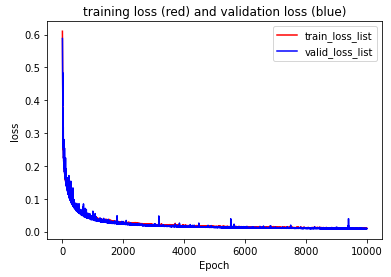 training loss (red) and validation loss (blue)
train_loss_list
valid_loss_list
loss
0.6
0.5
0.4
0.3
0.2
0.1
0.0
0 2000 4000 6000 8000 10000
Epoch